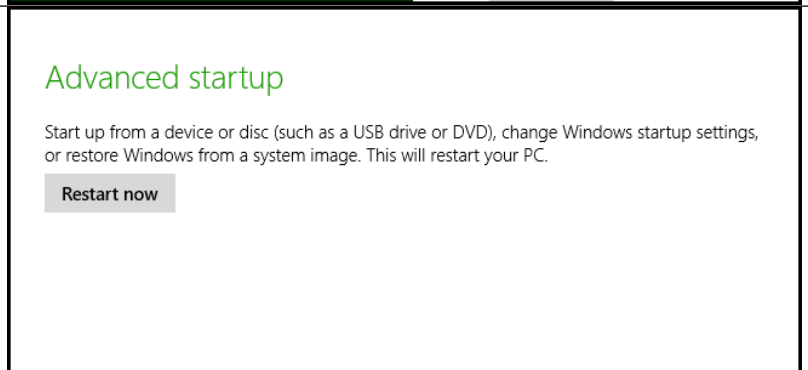 Advanced startup
Start up from a device or disc (such as a USB drive or DVD), change Windows startup settings,
or restore Windows from a system image. This will restart your PC.
Restart now